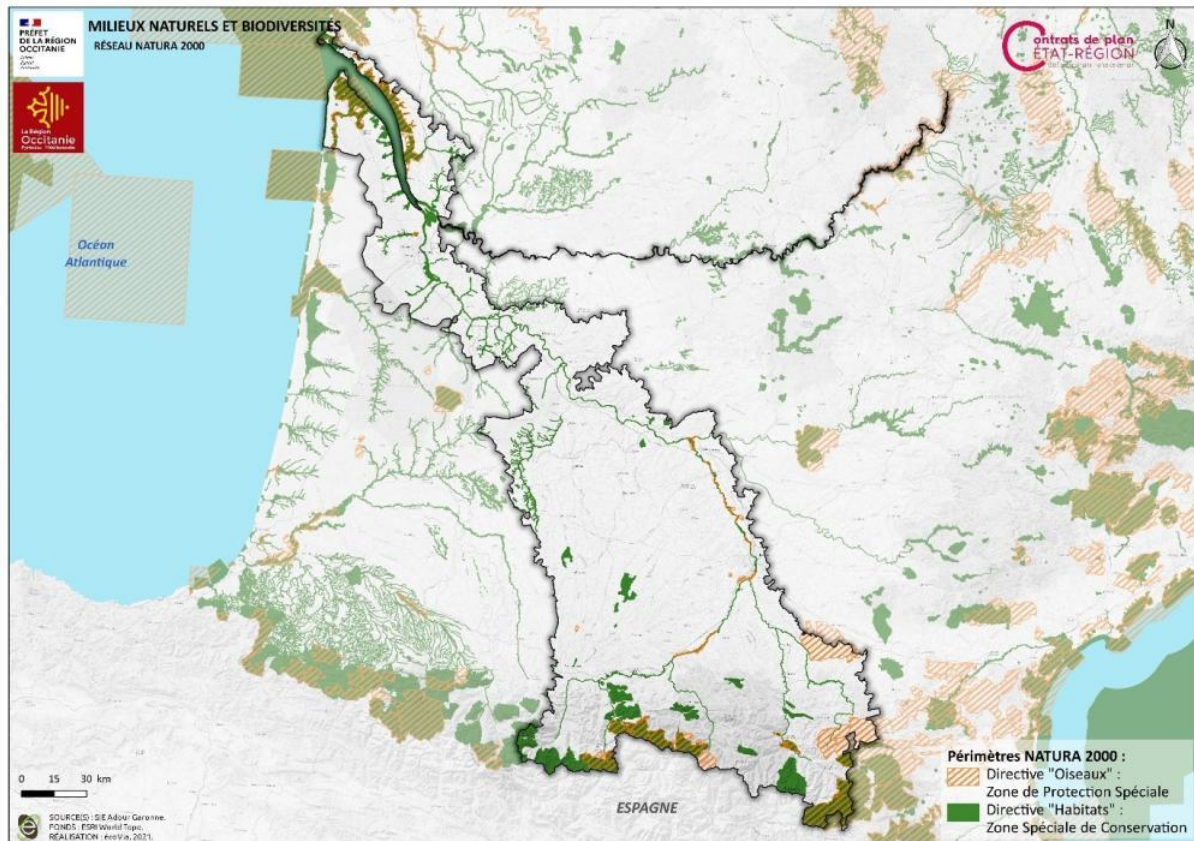 PRÉFET
DE LA RÉGION
OCCITANIE
MILIEUX NATURELS ET BIODIVERSITÉS
RÉSEAU NATURA 2000
La Région
Occitanie
Pyrénées - Méditerranée
Contrats de plan
ÉTAT-RÉGION
N
Océan
Atlantique
ESPAGNE
0 15 30 km
SOURCE(S) : SIE Adour Garonne.
FONDS : ESRI World Topo.
RÉALISATION : écoVia, 2021.
Périmètres NATURA 2000 :
Directive "Oiseaux" :
Zone de Protection Spéciale
Directive "Habitats" :
Zone Spéciale de Conservation